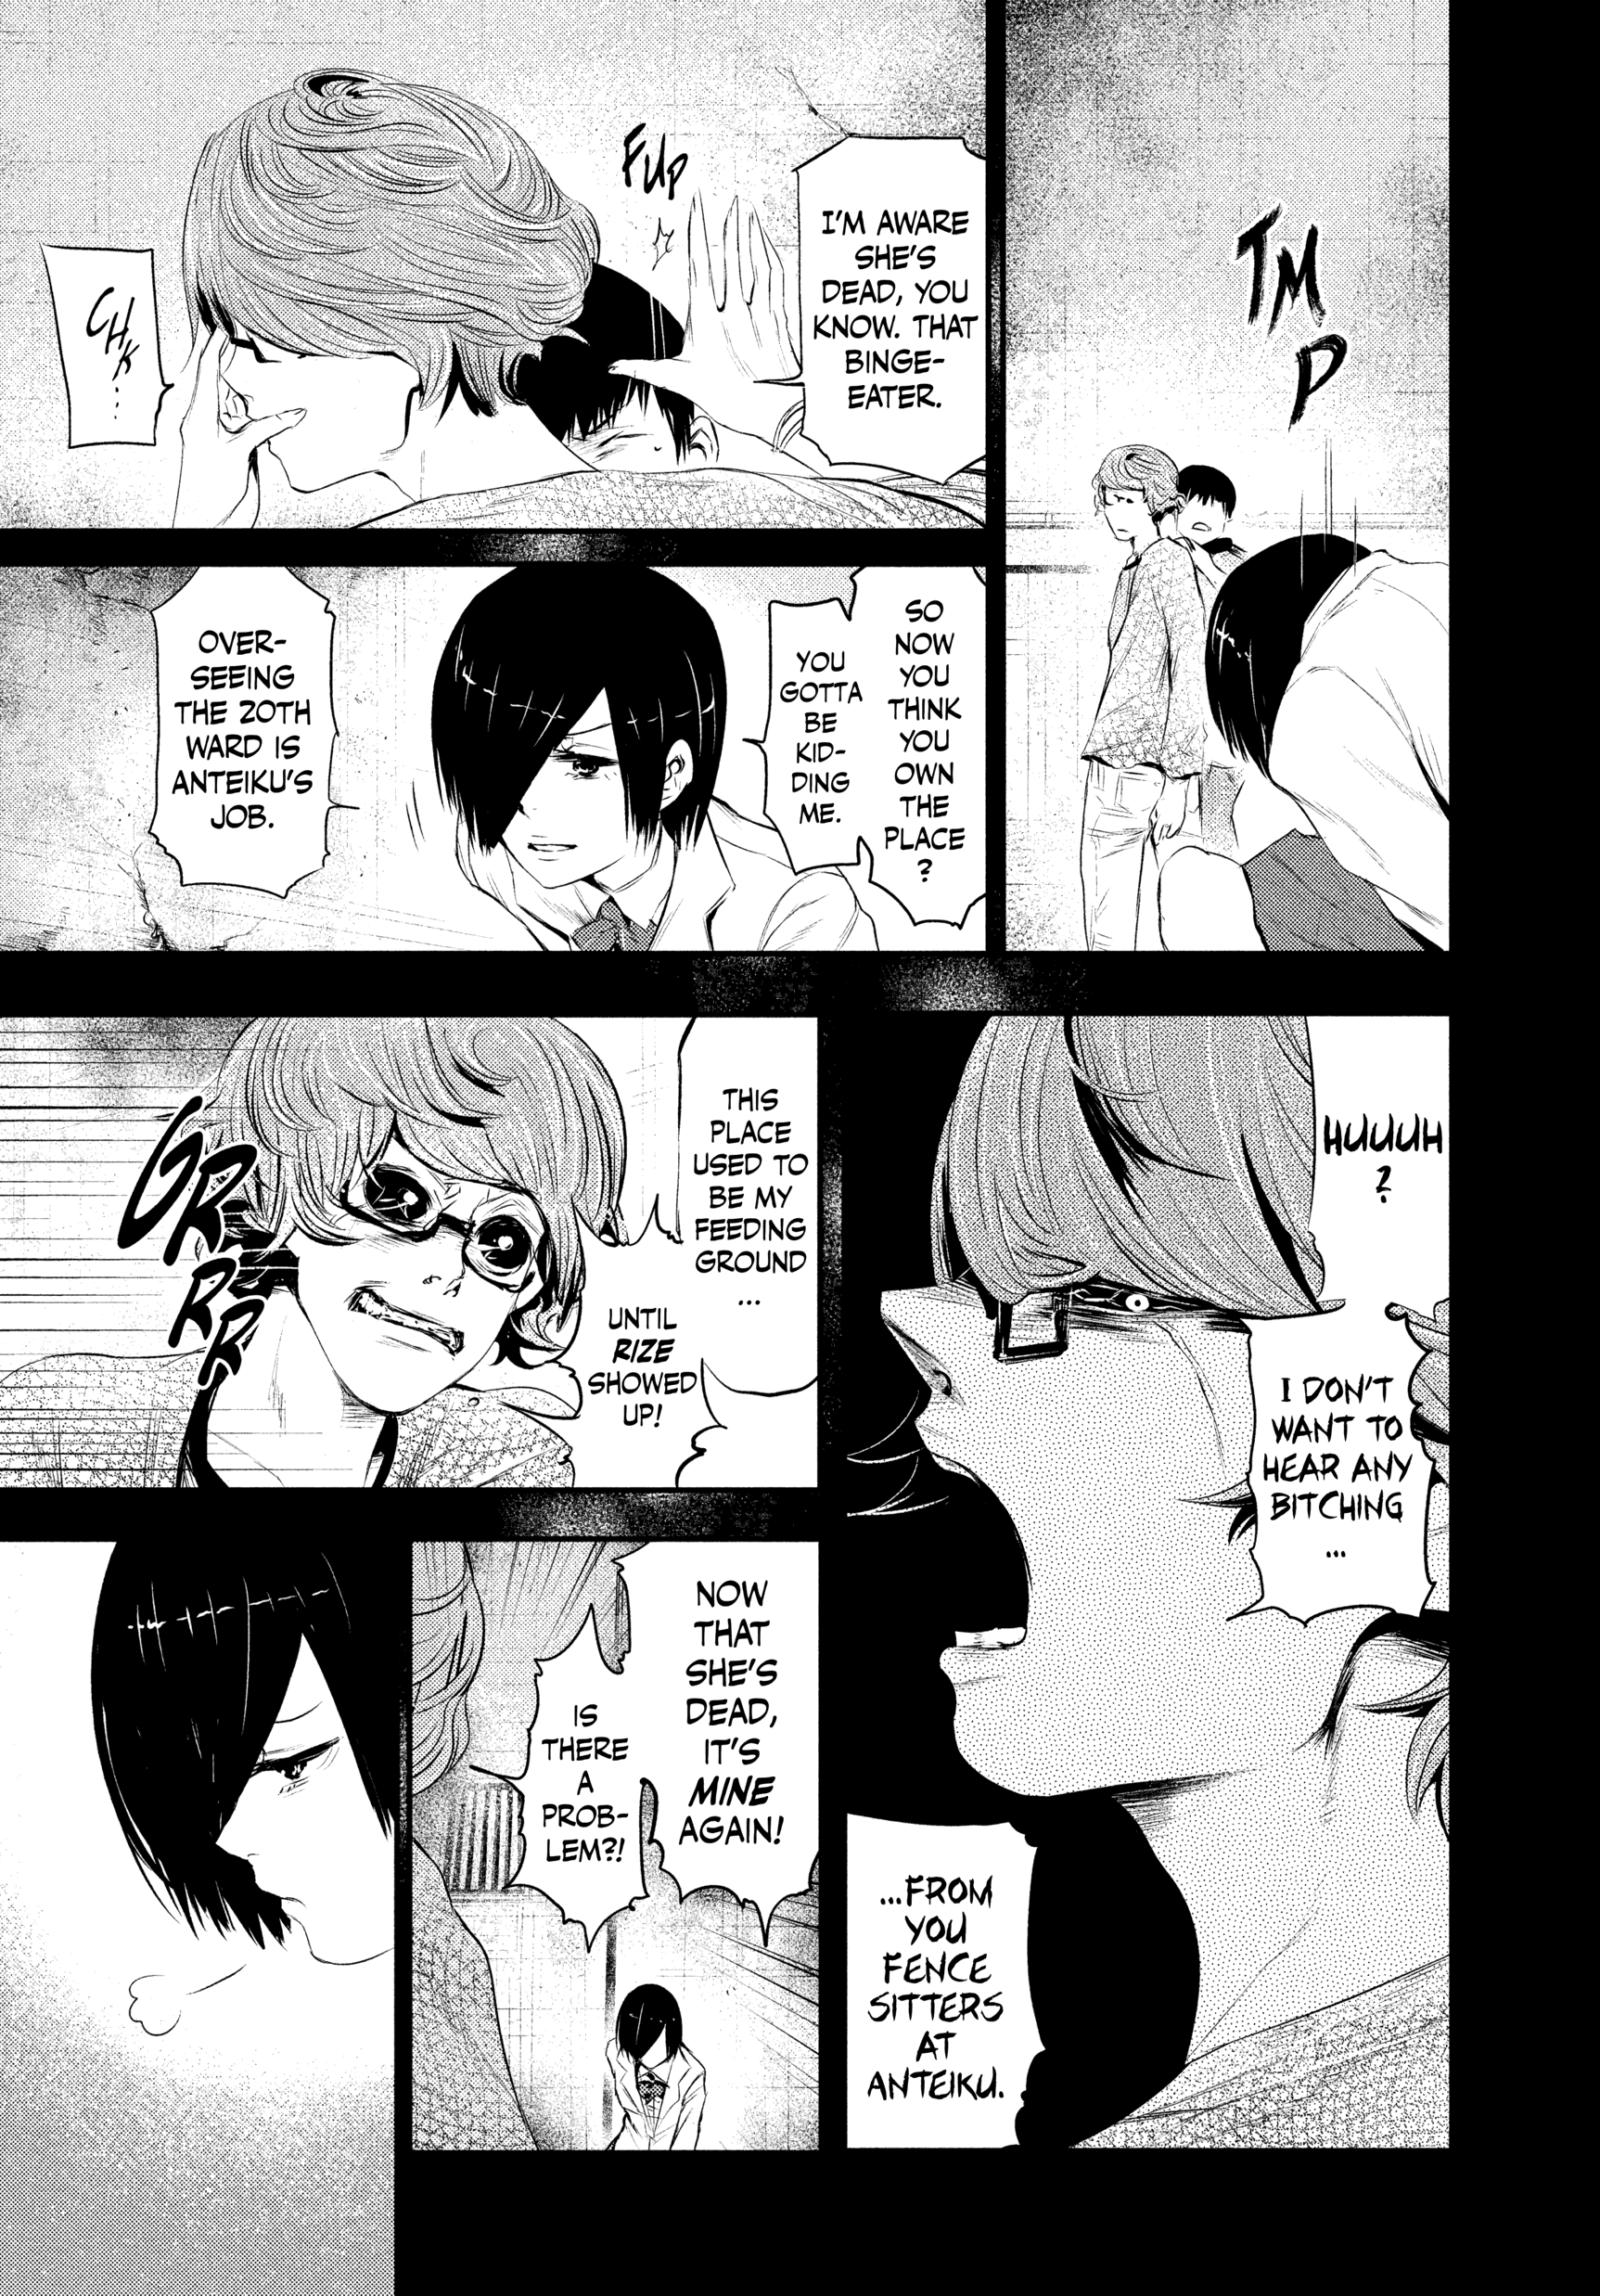 TMP
FWP
I'M AWARE
SHE'S
DEAD, YOU
KNOW. THAT
BINGE-
EATER.
CHK...
SO
NOW
YOU
THINK
YOU
OWN
THE
PLACE
?
YOU
GOTTA
BE
KID-
DING
ME.
OVER-
SEEING
THE 20TH
WARD IS
ANTEIKU'S
JOB.
HUUUH
?
I DON'T
WANT TO
HEAR ANY
BITCHING
...
...FROM
YOU
FENCE
SITTERS
AT
ANTEIKU.
THIS
PLACE
USED TO
BE MY
FEEDING
GROUND
...
UNTIL
RIZE
SHOWED
UP!
GRRRR
NOW
THAT
SHE'S
DEAD,
IT'S
MINE
AGAIN!
IS
THERE
A
PROB-
LEM?!